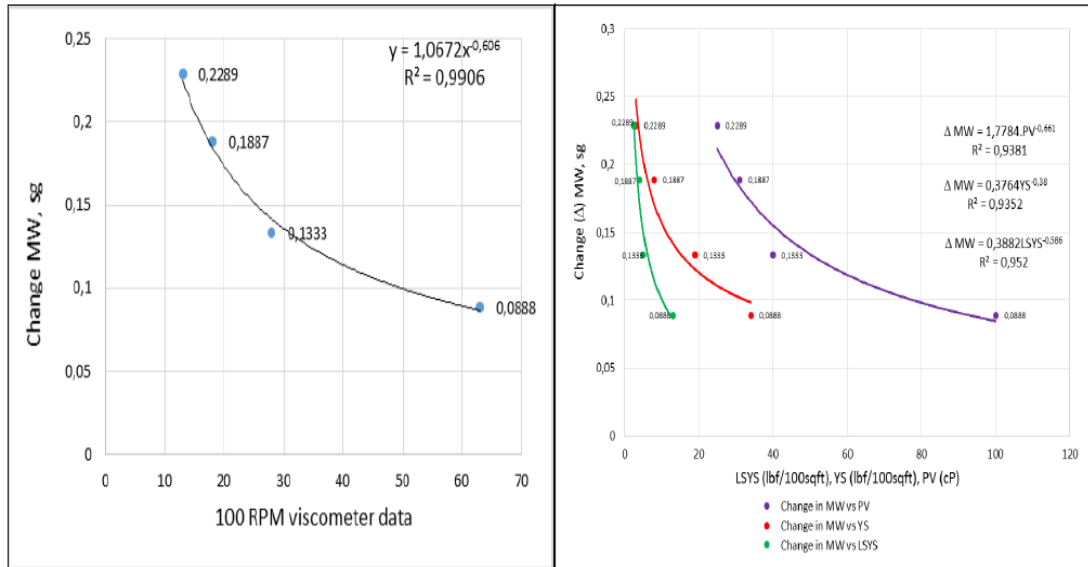 0,25
0,2
0,15
0,1
0,05
0
0 10 20 30 40 50 60 70
Change MW, sg
100 RPM viscometer data
y = 1,0672x-0,606
R² = 0,9906
0,2289
0,1887
0,1333
0,0888
0,3
0,25
0,2
0,15
0,1
0,05
0
0 20 40 60 80 100 120
Change (Δ) MW, sg
LSYS (lbf/100sqft), YS (lbf/100sqft), PV (cP)
0,2289 0,2289 0,2289
0,1887 0,1887 0,1887
0,1333 0,1333 0,1333
0,0888 0,0888 0,0888
Δ MW = 1,7784.PV-0,661
R² = 0,9381
Δ MW = 0,3764YS-0,38
R² = 0,9352
Δ MW = 0,3882LSYS-0,586
R² = 0,952
Change in MW vs PV
Change in MW vs YS
Change in MW vs LSYS